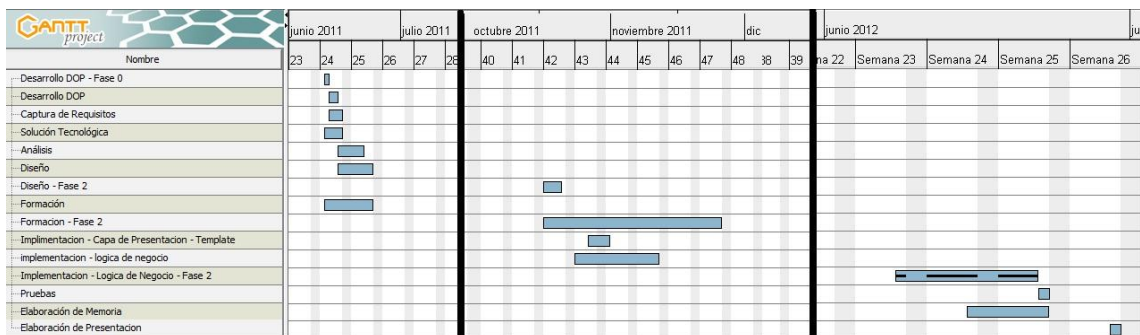 GANTT
project
junio 2011 julio 2011 octubre 2011 noviembre 2011 dic junio 2012
Nombre
23 24 25 26 27 28 40 41 42 43 44 45 46 47 48 39 na 22 Semana 23 Semana 24 Semana 25 Semana 26
Desarrollo DOP - Fase 0
Desarrollo DOP
Captura de Requisitos
Solución Tecnológica
Análisis
Diseño
Diseño - Fase 2
Formación
Formacion - Fase 2
Implimentacion - Capa de Presentacion - Template
implementacion - logica de negocio
Implementacion - Logica de Negocio - Fase 2
Pruebas
Elaboración de Memoria
Elaboración de Presentacion